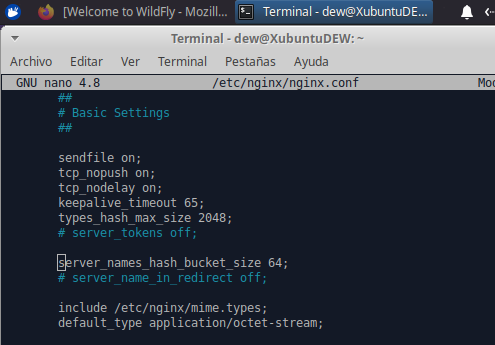 [Welcome to WildFly - Mozill...
Terminal - dew@XubuntuDE...
Terminal - dew@XubuntuDEW: ~
Archivo Editar Ver Terminal Pestañas Ayuda
GNU nano 4.8 /etc/nginx/nginx.conf Mod
##
# Basic Settings
##
sendfile on;
tcp_nopush on;
tcp_nodelay on;
keepalive_timeout 65;
types_hash_max_size 2048;
# server_tokens off;
server_names_hash_bucket_size 64;
# server_name_in_redirect off;
include /etc/nginx/mime.types;
default_type application/octet-stream;